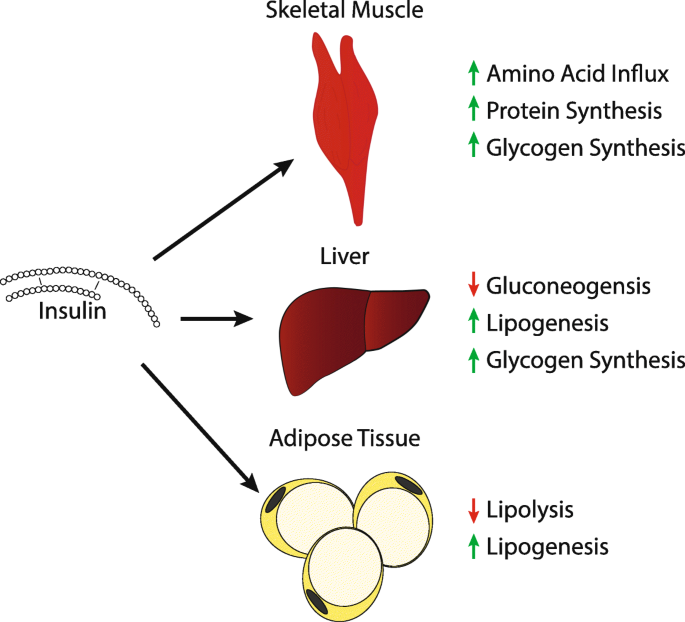 Skeletal Muscle
Amino Acid Influx
Protein Synthesis
Glycogen Synthesis
Liver
Insulin
Gluconeogensis
Lipogenesis
Glycogen Synthesis
Adipose Tissue
Lipolysis
Lipogenesis